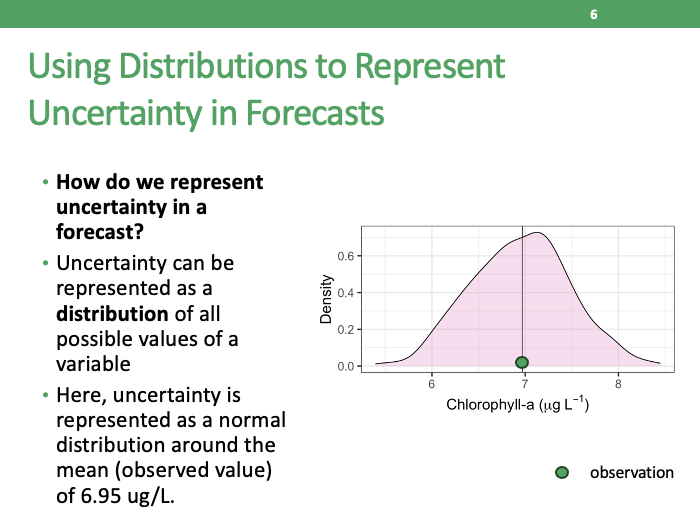 6
Using Distributions to Represent
Uncertainty in Forecasts
• How do we represent
uncertainty in a
forecast?
• Uncertainty can be
represented as a
distribution of all
possible values of a
variable
• Here, uncertainty is
represented as a normal
distribution around the
mean (observed value)
of 6.95 ug/L.
Density
0.6
0.4
0.2
0.0
6 7 8
Chlorophyll-a (μg L⁻¹)
observation